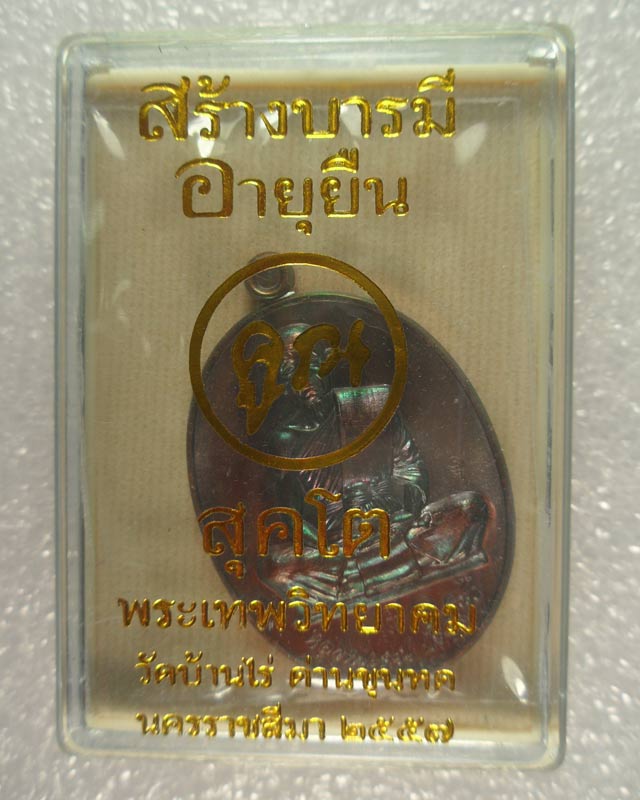 สร้างบารมี
อายุยืน
คูณ
สุคโต
พระเทพวิทยาคม
วัดบ้านไร่ ด่านขุนทด
นครราชสีมา ๒๕๕๗